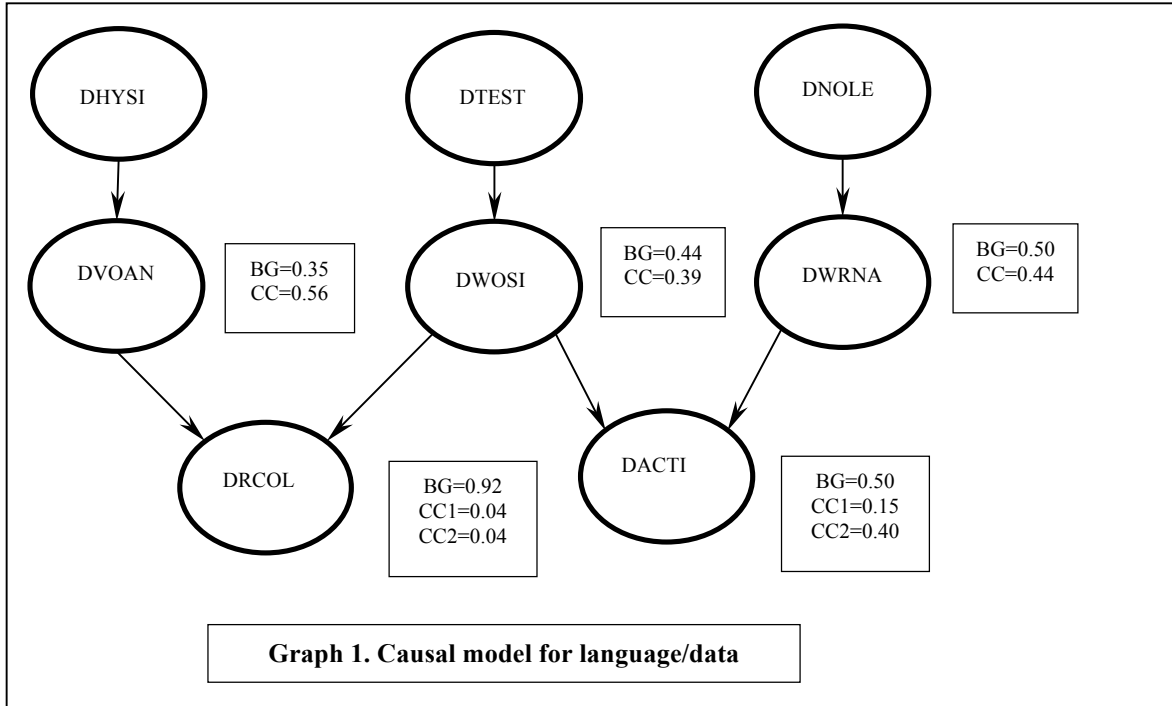 DHYSI
DTEST
DNOLE
DVOAN
BG=0.35
CC=0.56
DWOSI
BG=0.44
CC=0.39
DWRNA
BG=0.50
CC=0.44
DRCOL
BG=0.92
CC1=0.04
CC2=0.04
DACTI
BG=0.50
CC1=0.15
CC2=0.40
Graph 1. Causal model for language/data